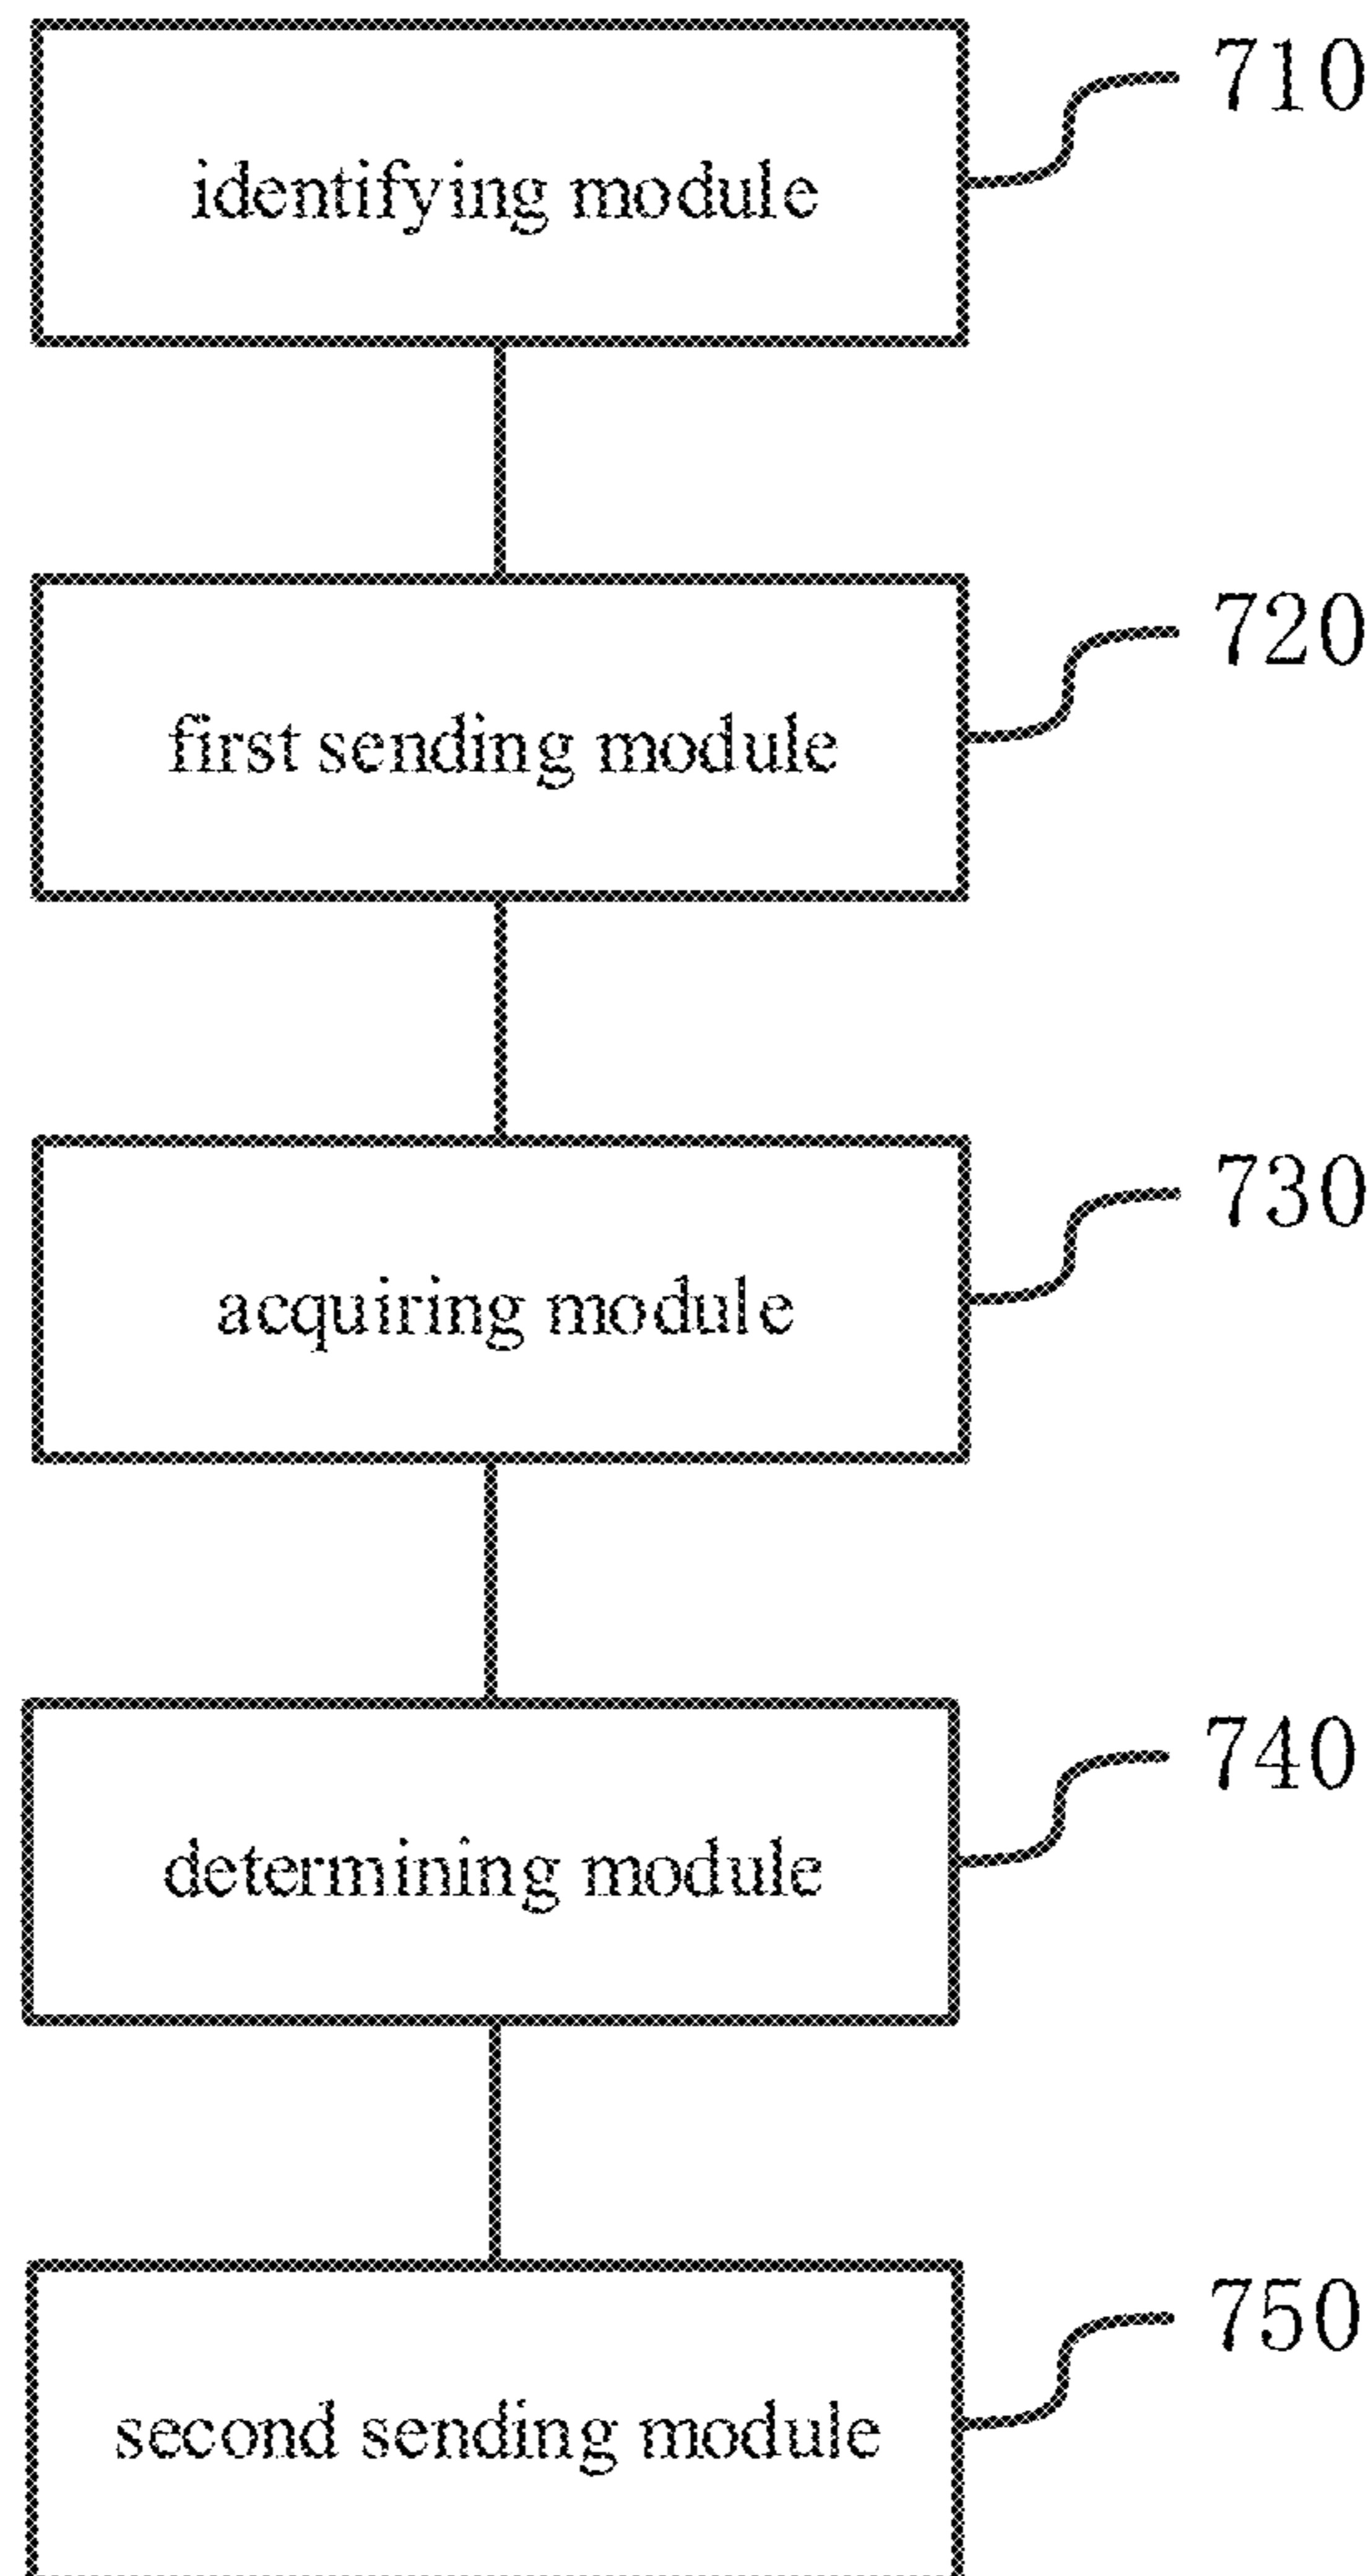 710
identifying module
720
first sending module
730
acquiring module
740
determining module
750
second sending module